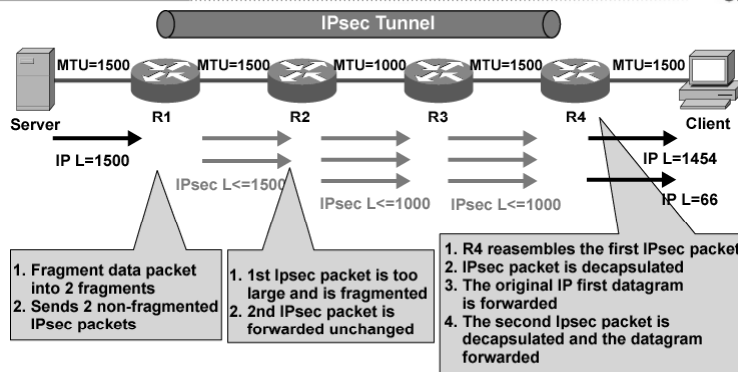 IPsec Tunnel
MTU=1500 MTU=1500 MTU=1000 MTU=1500 MTU=1500
Server R1 R2 R3 R4 Client
IP L=1500
IPsec L<=1500
IPsec L<=1000
IPsec L<=1000
IP L=1454
IP L=66
1. Fragment data packet
into 2 fragments
2. Sends 2 non-fragmented
IPsec packets
1. 1st Ipsec packet is too
large and is fragmented
2. 2nd IPsec packet is
forwarded unchanged
1. R4 reassembles the first IPsec packet
2. IPsec packet is decapsulated
3. The original IP first datagram
is forwarded
4. The second Ipsec packet is
decapsulated and the datagram
forwarded